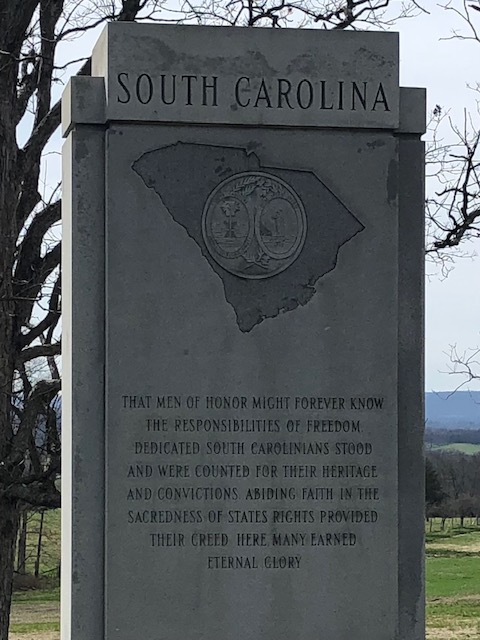 SOUTH CAROLINA
THAT MEN OF HONOR MIGHT FOREVER KNOW
THE RESPONSIBILITIES OF FREEDOM.
DEDICATED SOUTH CAROLINIANS STOOD
AND WERE COUNTED FOR THEIR HERITAGE
AND CONVICTIONS. ABIDING FAITH IN THE
SACREDNESS OF STATES RIGHTS PROVIDED
THEIR CREED HERE. MANY EARNED
ETERNAL GLORY